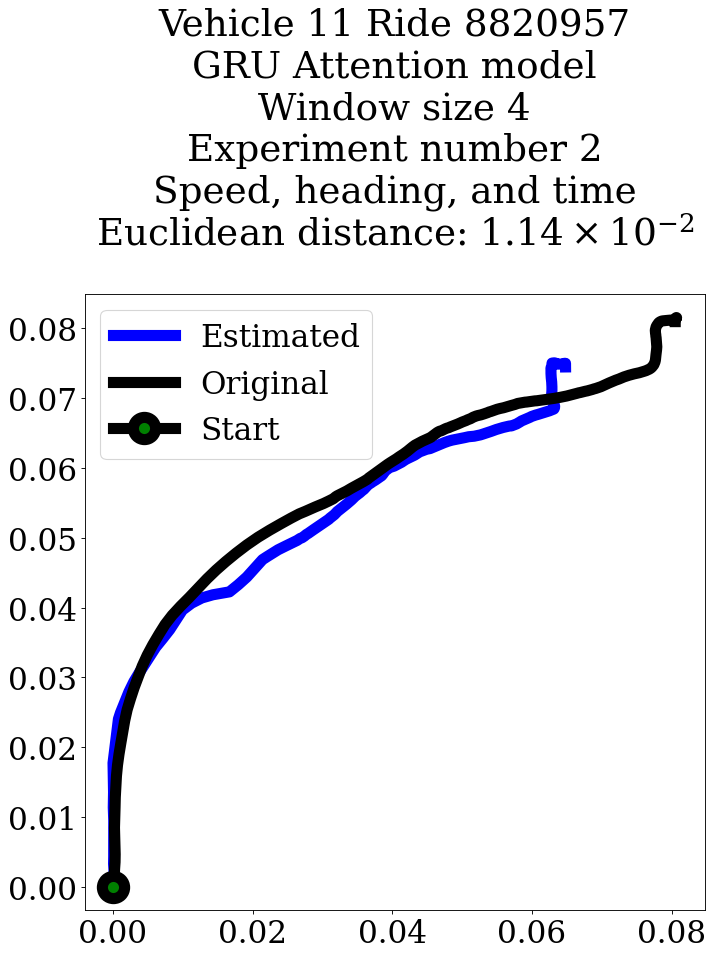 Vehicle 11 Ride 8820957
GRU Attention model
Window size 4
Experiment number 2
Speed, heading, and time
Euclidean distance: 1.14 × 10⁻²
Estimated
Original
Start
0.08
0.07
0.06
0.05
0.04
0.03
0.02
0.01
0.00
0.00 0.02 0.04 0.06 0.08